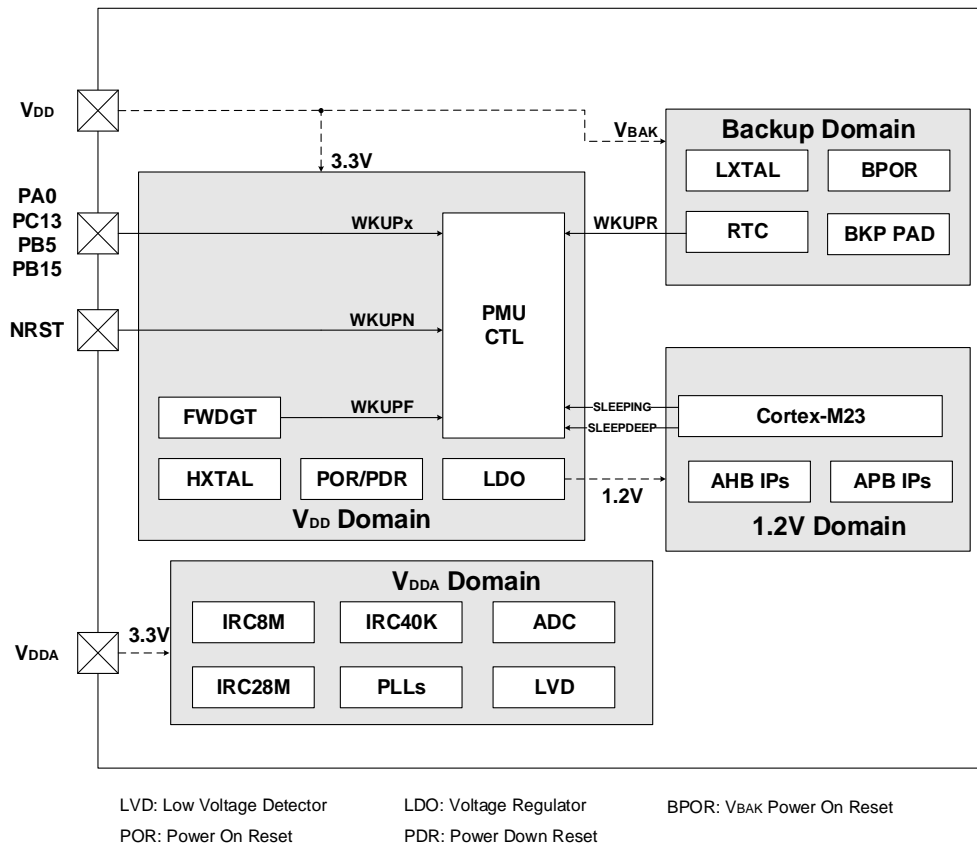 VDD
VBAK
Backup Domain
3.3V
LXTAL
BPOR
PA0
PC13
PB5
PB15
WKUPx
WKUPR
RTC
BKP PAD
NRST
WKUPN
PMU
CTL
FWDGT
WKUPF
SLEEPING
SLEEPDEEP
Cortex-M23
HXTAL
POR/PDR
LDO
1.2V
AHB IPs
APB IPs
VDD Domain
1.2V Domain
VDDA Domain
VDDA
3.3V
IRC8M
IRC40K
ADC
IRC28M
PLLs
LVD
LVD: Low Voltage Detector
LDO: Voltage Regulator
BPOR: VBAK Power On Reset
POR: Power On Reset
PDR: Power Down Reset